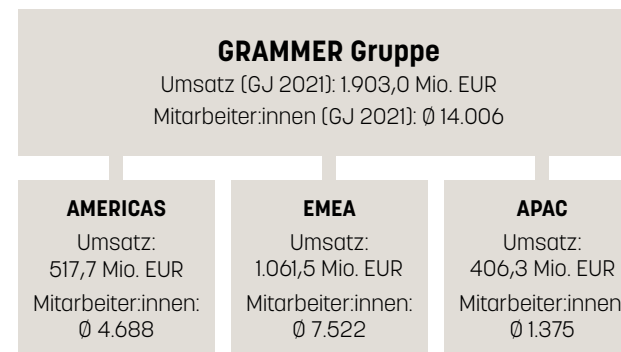 GRAMMER Gruppe
Umsatz (GJ 2021): 1.903,0 Mio. EUR
Mitarbeiter:innen (GJ 2021): Ø 14.006
AMERICAS
Umsatz:
517,7 Mio. EUR
Mitarbeiter:innen:
Ø 4.688
EMEA
Umsatz:
1.061,5 Mio. EUR
Mitarbeiter:innen:
Ø 7.522
APAC
Umsatz:
406,3 Mio. EUR
Mitarbeiter:innen
Ø 1.375